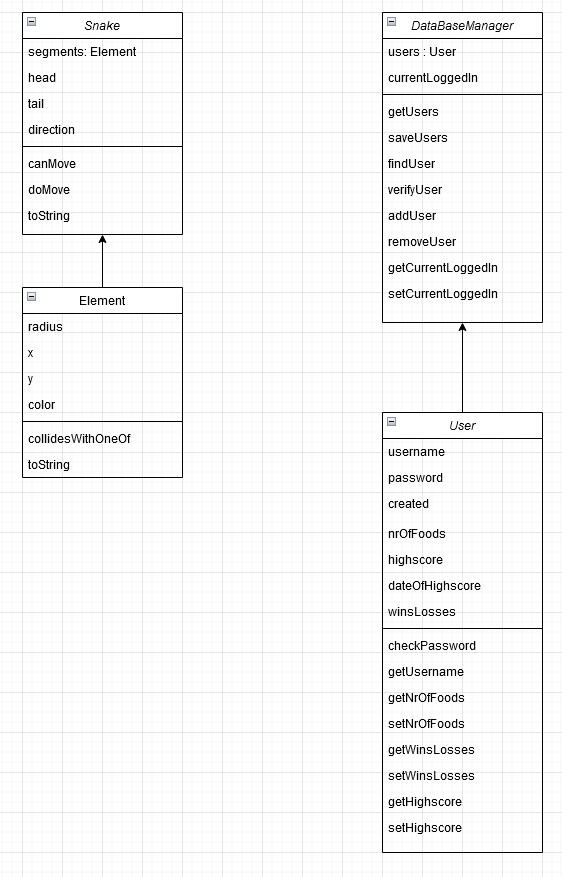 Snake
segments: Element
head
tail
direction
canMove
doMove
toString
Element
radius
x
y
color
collidesWithOneOf
toString
DataBaseManager
users : User
currentLoggedIn
getUsers
saveUsers
findUser
verifyUser
addUser
removeUser
getCurrentLoggedIn
setCurrentLoggedIn
User
username
password
created
nrOfFoods
highscore
dateOfHighscore
winsLosses
checkPassword
getUsername
getNrOfFoods
setNrOfFoods
getWinsLosses
setWinsLosses
getHighscore
setHighscore